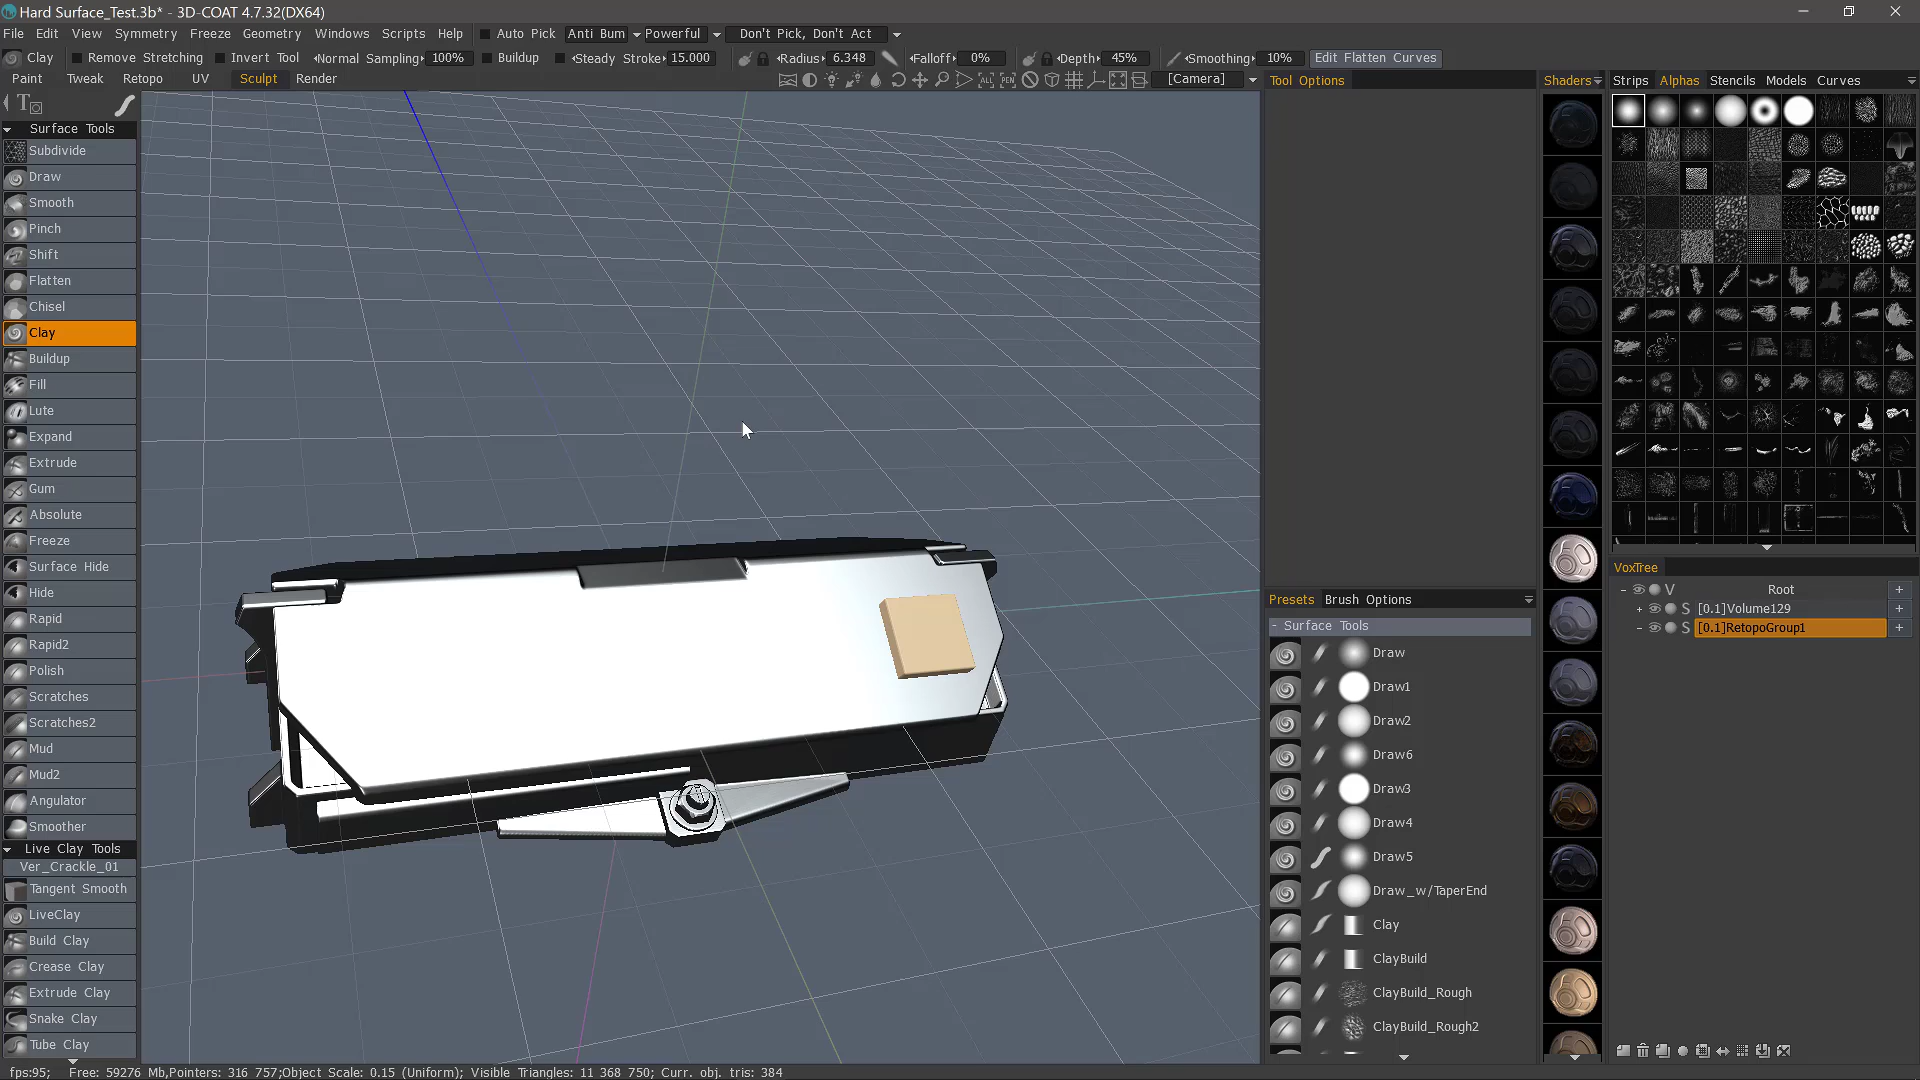 Hard Surface_Test.3b* - 3D-COAT 4.7.32(DX64)
File Edit View Symmetry Freeze Geometry Windows Scripts Help Auto Pick Anti Bum Powerful Don't Pick, Don't Act
Clay Remove Stretching Invert Tool Normal Sampling 100% Buildup Steady Stroke 15.000 Radius 6.348 Falloff 0% Depth 45% Smoothing 10% Edit Flatten Curves
Paint Tweak Retopo UV Sculpt Render
ALL PEN [Camera]
Tool Options
Shaders
Strips Alphas Stencils Models Curves
Surface Tools
Subdivide
Draw
Smooth
Pinch
Shift
Flatten
Chisel
Clay
Buildup
Fill
Lute
Expand
Extrude
Gum
Absolute
Freeze
Surface Hide
Hide
Rapid
Rapid2
Polish
Scratches
Scratches2
Mud
Mud2
Angulator
Smoother
Live Clay Tools
Ver_Crackle_01
Tangent Smooth
LiveClay
Build Clay
Crease Clay
Extrude Clay
Snake Clay
Tube Clay
Presets Brush Options
- Surface Tools
Draw
Draw1
Draw2
Draw6
Draw3
Draw4
Draw5
Draw_w/TaperEnd
Clay
ClayBuild
ClayBuild_Rough
ClayBuild_Rough2
VoxTree
- V Root +
+ S [0.1]Volume129 +
- S [0.1]RetopoGroup1 +
fps:95; Free: 59276 Mb,Pointers: 316 757;Object Scale: 0.15 (Uniform); Visible Triangles: 11 368 750; Curr. obj. tris: 384